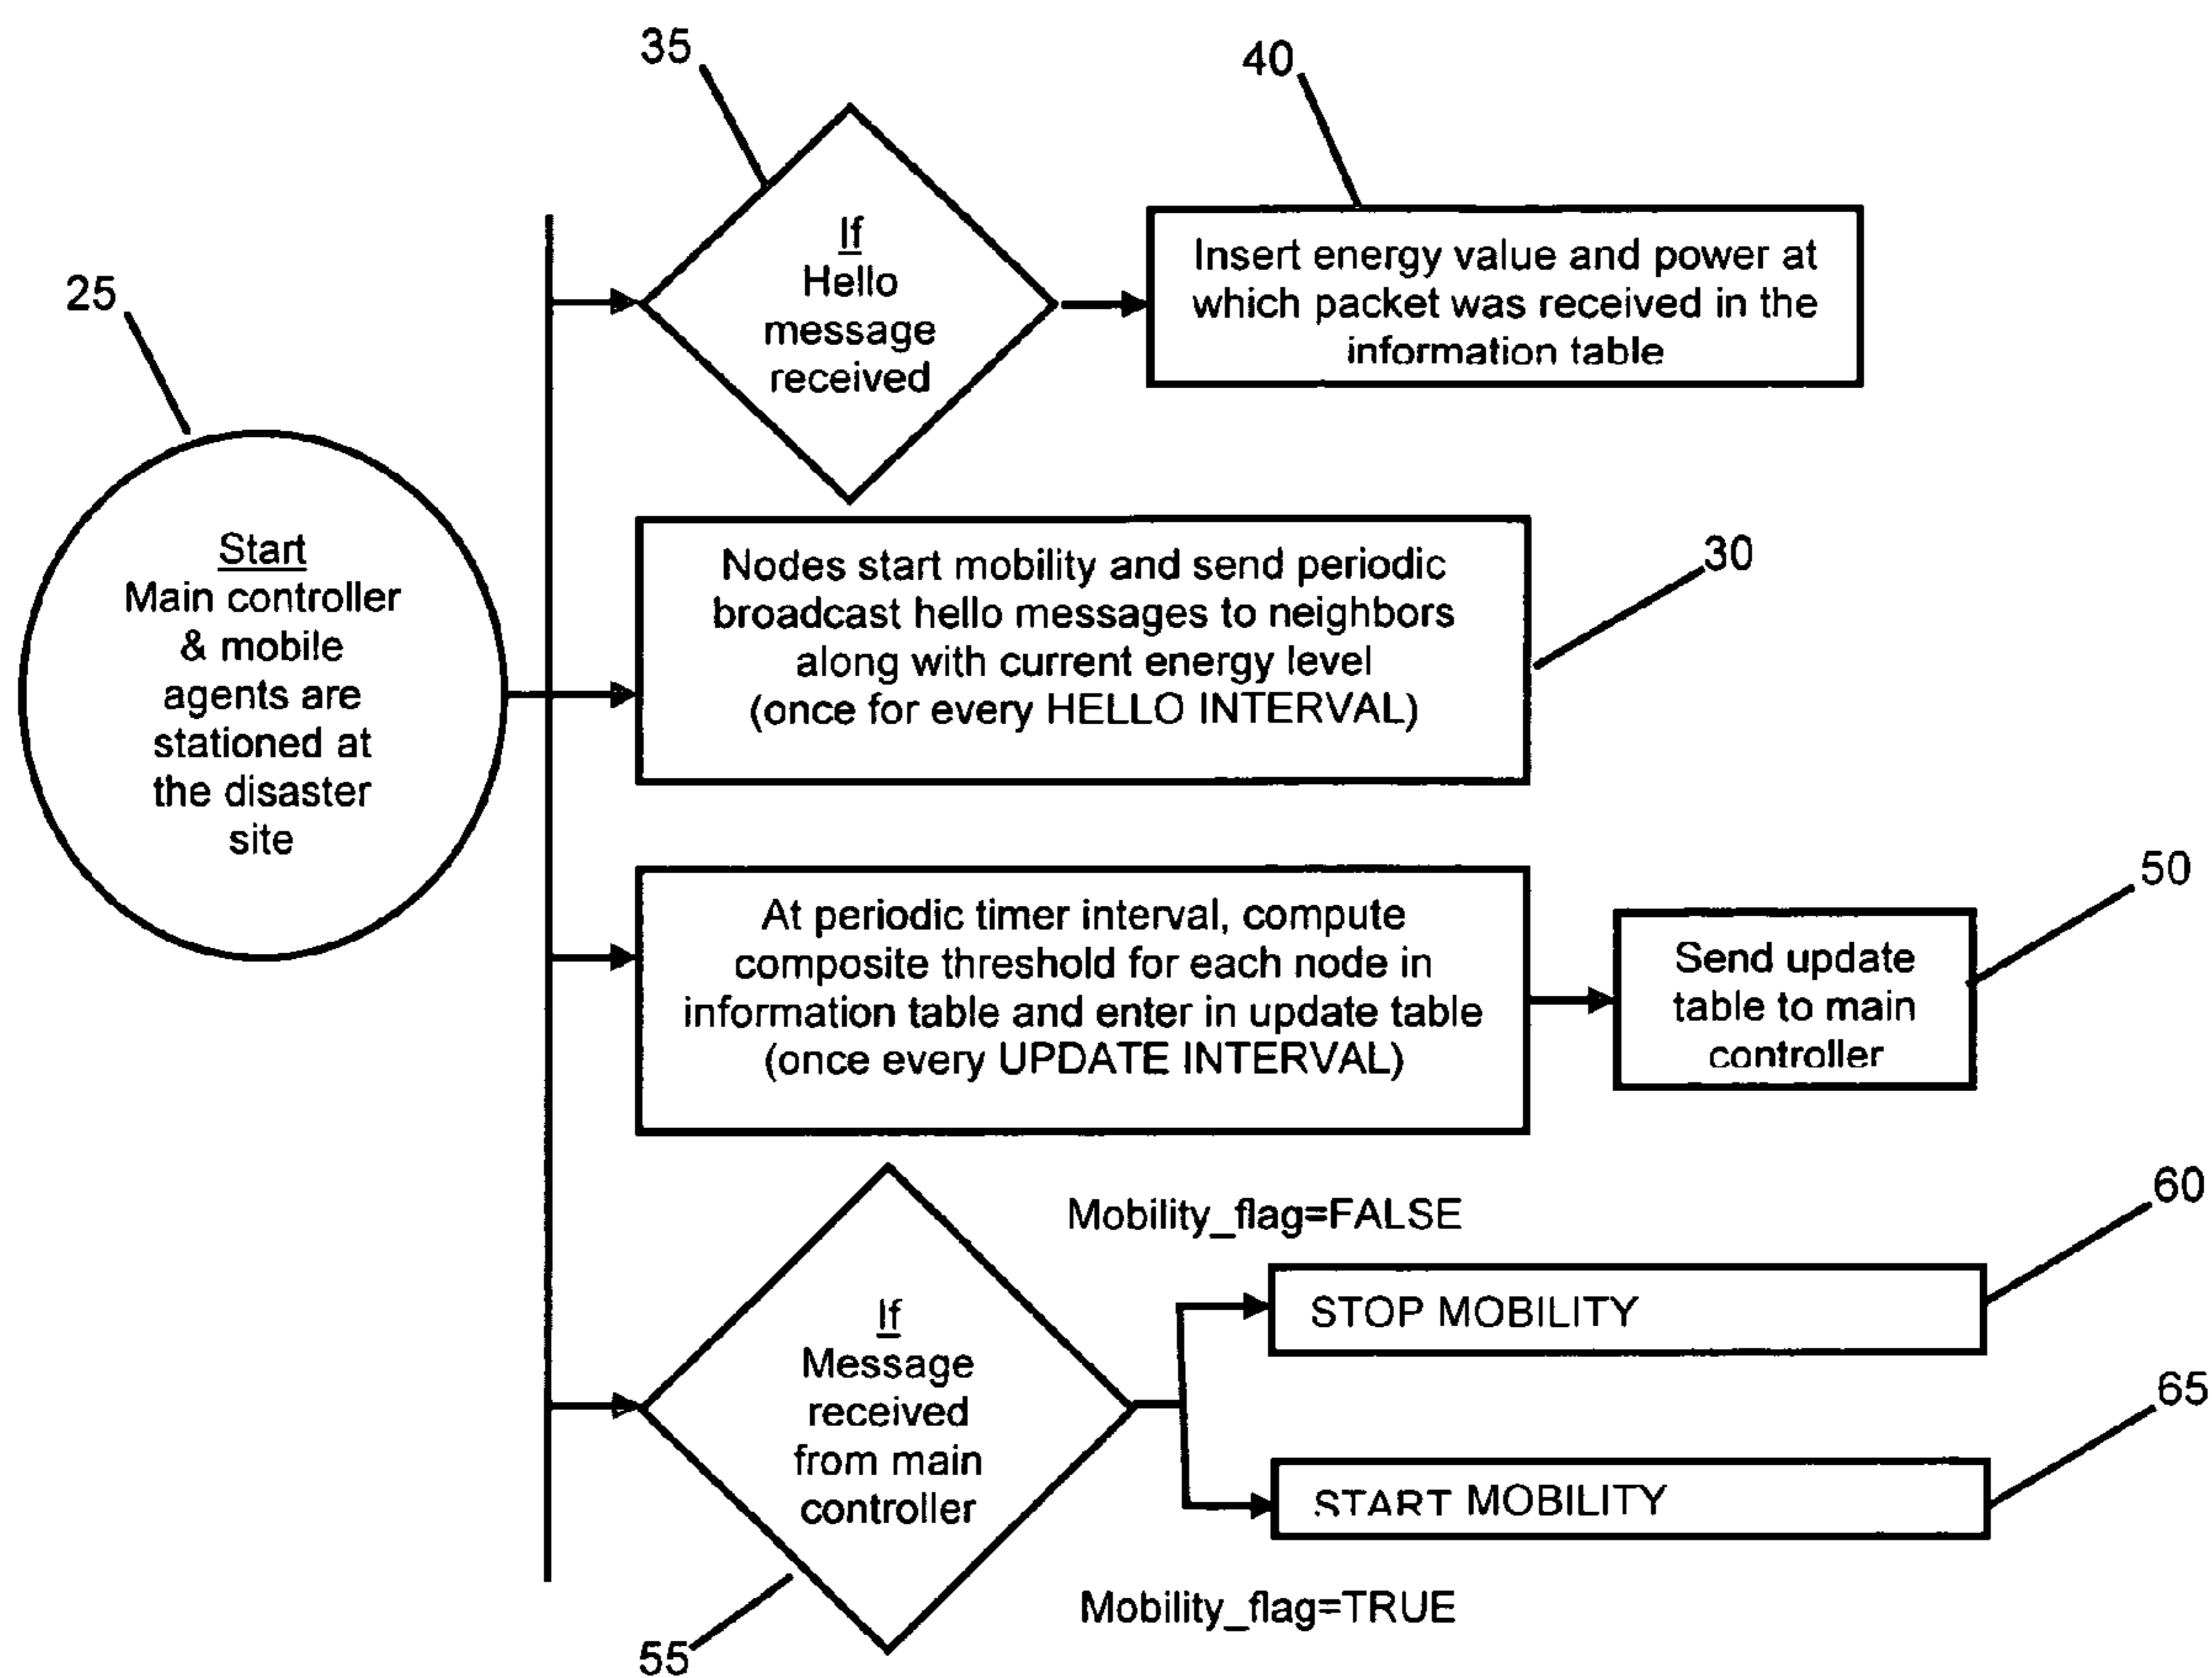 35
40
If
Hello
message
received
Insert energy value and power at
which packet was received in the
information table
25
Start
Main controller
& mobile
agents are
stationed at
the disaster
site
Nodes start mobility and send periodic
broadcast hello messages to neighbors
along with current energy level
(once for every HELLO INTERVAL)
30
At periodic timer interval, compute
composite threshold for each node in
information table and enter in update table
(once every UPDATE INTERVAL)
50
Send update
table to main
controller
If
Message
received
from main
controller
55
Mobility_flag=FALSE
60
STOP MOBILITY
65
START MOBILITY
Mobility_flag=TRUE